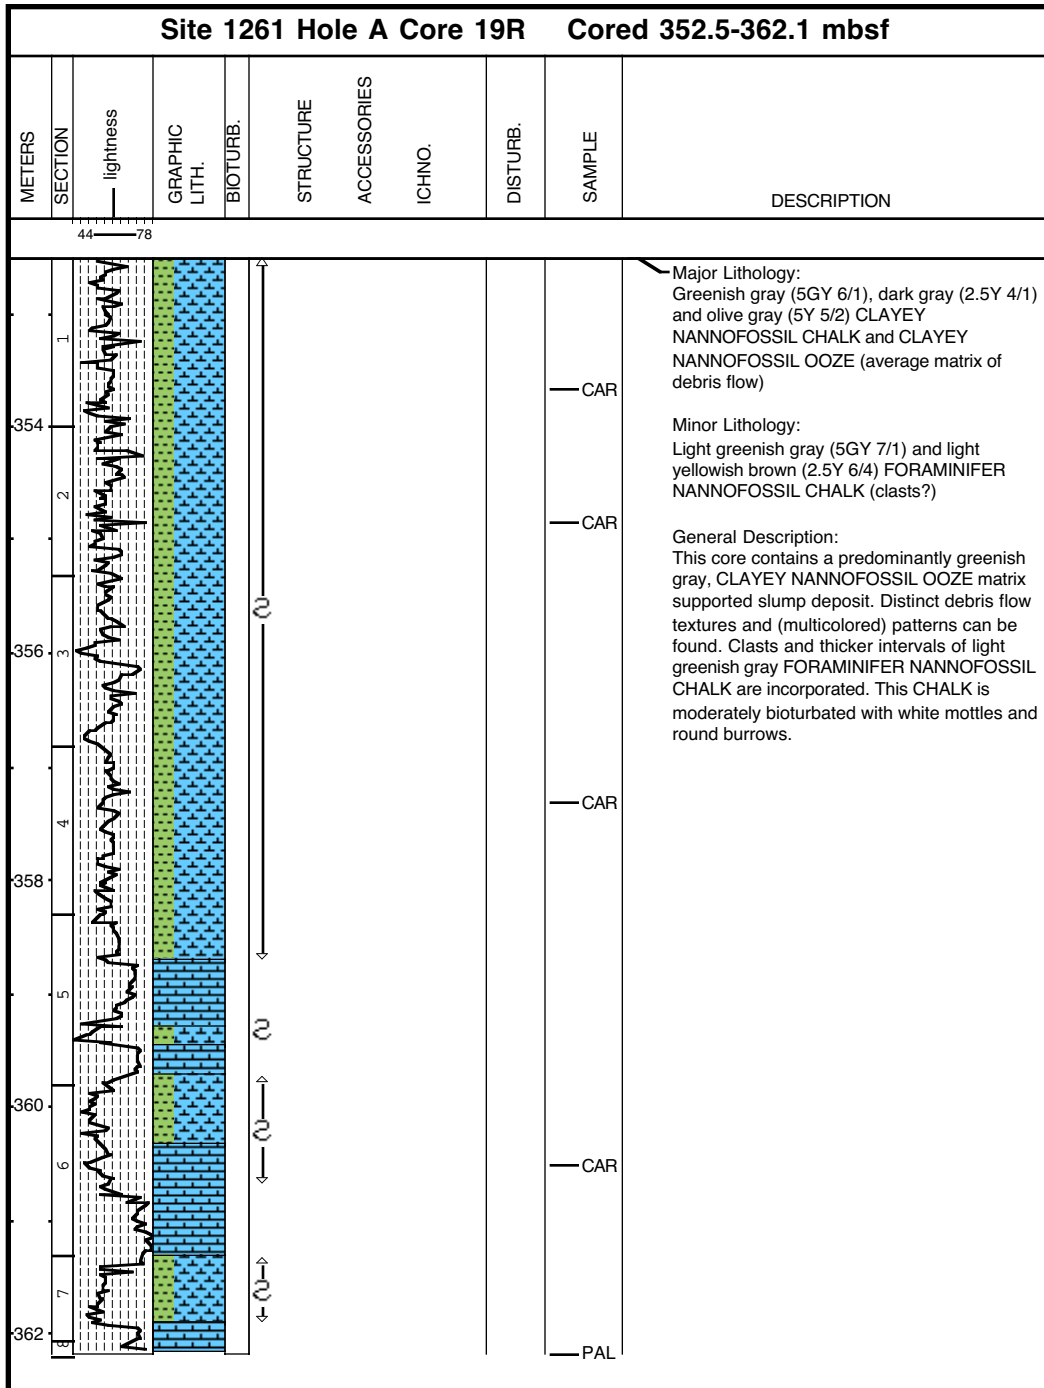 Site 1261 Hole A Core 19R Cored 352.5-362.1 mbsf
METERS
SECTION
lightness
GRAPHIC
LITH.
BIOTURB.
STRUCTURE
ACCESSORIES
ICHNO.
DISTURB.
SAMPLE
DESCRIPTION
44 78
Major Lithology:
Greenish gray (5GY 6/1), dark gray (2.5Y 4/1)
and olive gray (5Y 5/2) CLAYEY
NANNOFOSSIL CHALK and CLAYEY
NANNOFOSSIL OOZE (average matrix of
debris flow)
Minor Lithology:
Light greenish gray (5GY 7/1) and light
yellowish brown (2.5Y 6/4) FORAMINIFER
NANNOFOSSIL CHALK (clasts?)
General Description:
This core contains a predominantly greenish
gray, CLAYEY NANNOFOSSIL OOZE matrix
supported slump deposit. Distinct debris flow
textures and (multicolored) patterns can be
found. Clasts and thicker intervals of light
greenish gray FORAMINIFER NANNOFOSSIL
CHALK are incorporated. This CHALK is
moderately bioturbated with white mottles and
round burrows.
1
CAR
354
2
CAR
356
3
CAR
4
358
5
360
6
CAR
7
362
8
PAL